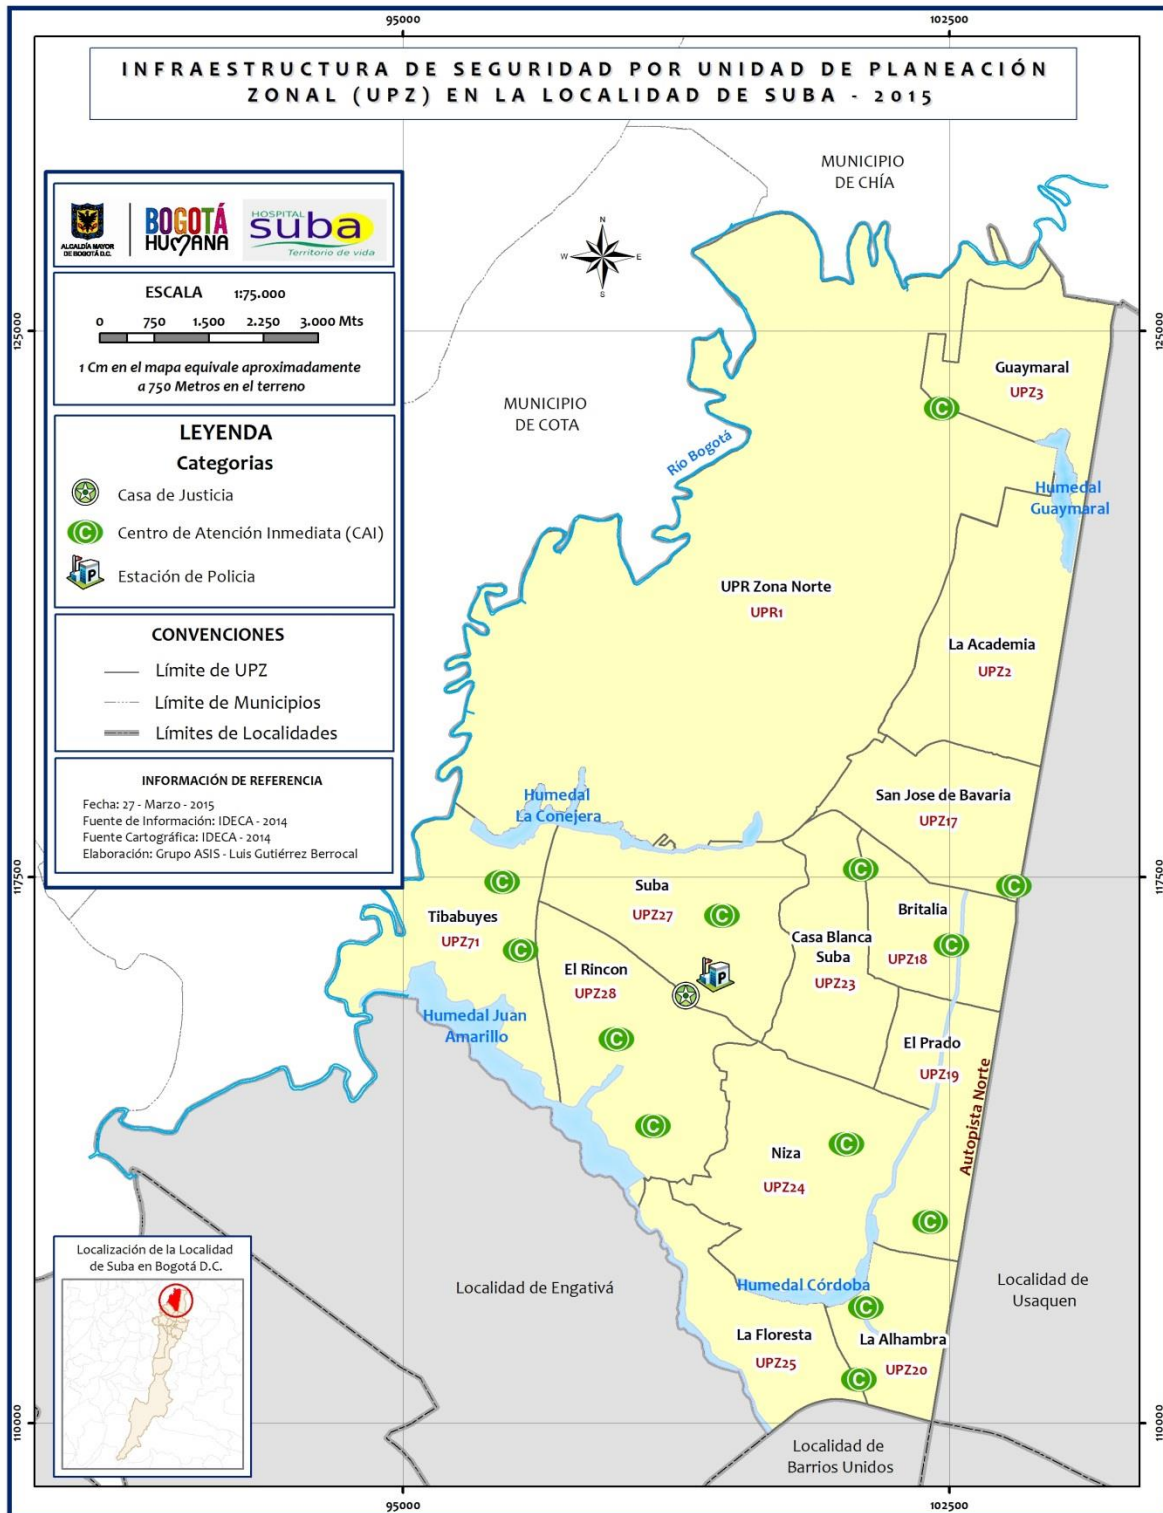 95000
102500
INFRAESTRUCTURA DE SEGURIDAD POR UNIDAD DE PLANEACIÓN
ZONAL (UPZ) EN LA LOCALIDAD DE SUBA - 2015
MUNICIPIO
DE CHÍA
ALCALDÍA MAYOR
DE BOGOTÁ D.C.
BOGOTÁ
HUMANA
HOSPITAL
suba
Territorio de vida
N
W
E
S
ESCALA 1:75.000
0 750 1.500 2.250 3.000 Mts
1 Cm en el mapa equivale aproximadamente
a 750 Metros en el terreno
125000
125000
Guaymaral
UPZ3
MUNICIPIO
DE COTA
LEYENDA
Categorias
Casa de Justicia
C
Centro de Atención Inmediata (CAI)
P
Estación de Policia
C
Río Bogotá
Humedal
Guaymaral
UPR Zona Norte
UPR1
CONVENCIONES
Límite de UPZ
Límite de Municipios
Límites de Localidades
La Academia
UPZ2
INFORMACIÓN DE REFERENCIA
Fecha: 27 - Marzo - 2015
Fuente de Información: IDECA - 2014
Fuente Cartográfica: IDECA - 2014
Elaboración: Grupo ASIS - Luis Gutiérrez Berrocal
Humedal
La Conejera
San Jose de Bavaria
UPZ17
117500
117500
C
C
C
Suba
UPZ27
C
Tibabuyes
UPZ71
C
Britalia
UPZ18
C
Casa Blanca
Suba
UPZ23
El Rincon
UPZ28
P
Humedal Juan
Amarillo
C
El Prado
UPZ19
Autopista Norte
C
C
Niza
UPZ24
C
Localización de la Localidad
de Suba en Bogotá D.C.
Localidad de Engativá
Humedal Córdoba
C
Localidad de
Usaquen
La Floresta
UPZ25
La Alhambra
UPZ20
C
110000
110000
Localidad de
Barrios Unidos
95000
102500